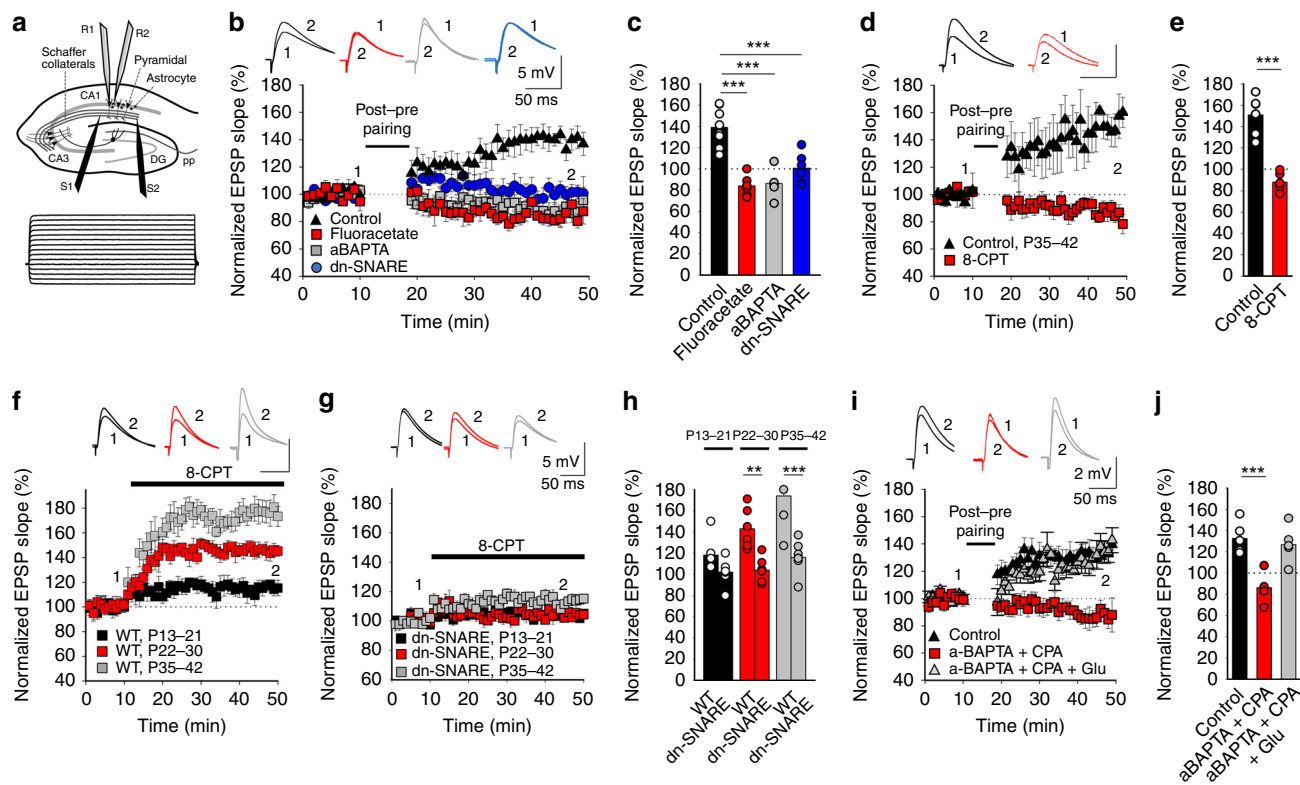 a
R1
R2
Schaffer
collaterals
Pyramidal
Astrocyte
CA1
CA3
DG
pp
S1
S2
b
2
1
1
2
2
1
1
2
5 mV
50 ms
Normalized EPSP slope (%)
180
160
140
120
100
80
60
40
Post–pre
pairing
1
2
Control
Fluoracetate
aBAPTA
dn-SNARE
0
10
20
30
40
50
Time (min)
c
***
***
***
Normalized EPSP slope (%)
180
160
140
120
100
80
60
40
20
0
Control
Fluoracetate
aBAPTA
dn-SNARE
d
2
1
1
2
Normalized EPSP slope (%)
180
160
140
120
100
80
60
40
Post–pre
pairing
1
2
Control, P35–42
8-CPT
0
10
20
30
40
50
Time (min)
e
***
Normalized EPSP slope (%)
180
160
140
120
100
80
60
40
20
0
Control
8-CPT
f
2
1
2
1
2
1
8-CPT
Normalized EPSP slope (%)
180
160
140
120
100
80
60
40
1
2
WT, P13–21
WT, P22–30
WT, P35–42
0
10
20
30
40
50
Time (min)
g
2
1
2
1
2
1
5 mV
50 ms
Normalized EPSP slope (%)
180
160
140
120
100
80
60
8-CPT
1
2
dn-SNARE, P13–21
dn-SNARE, P22–30
dn-SNARE, P35–42
0
10
20
30
40
50
Time (min)
h
P13–21
P22–30
P35–42
**
***
Normalized EPSP slope (%)
180
160
140
120
100
80
60
40
20
0
WT
dn-SNARE
WT
dn-SNARE
WT
dn-SNARE
i
2
1
1
2
2
1
2 mV
50 ms
Normalized EPSP slope (%)
180
160
140
120
100
80
60
40
Post–pre
pairing
1
2
Control
a-BAPTA + CPA
a-BAPTA + CPA + Glu
0
10
20
30
40
50
Time (min)
j
***
Normalized EPSP slope (%)
180
160
140
120
100
80
60
40
20
0
Control
aBAPTA + CPA
aBAPTA + CPA
+ Glu